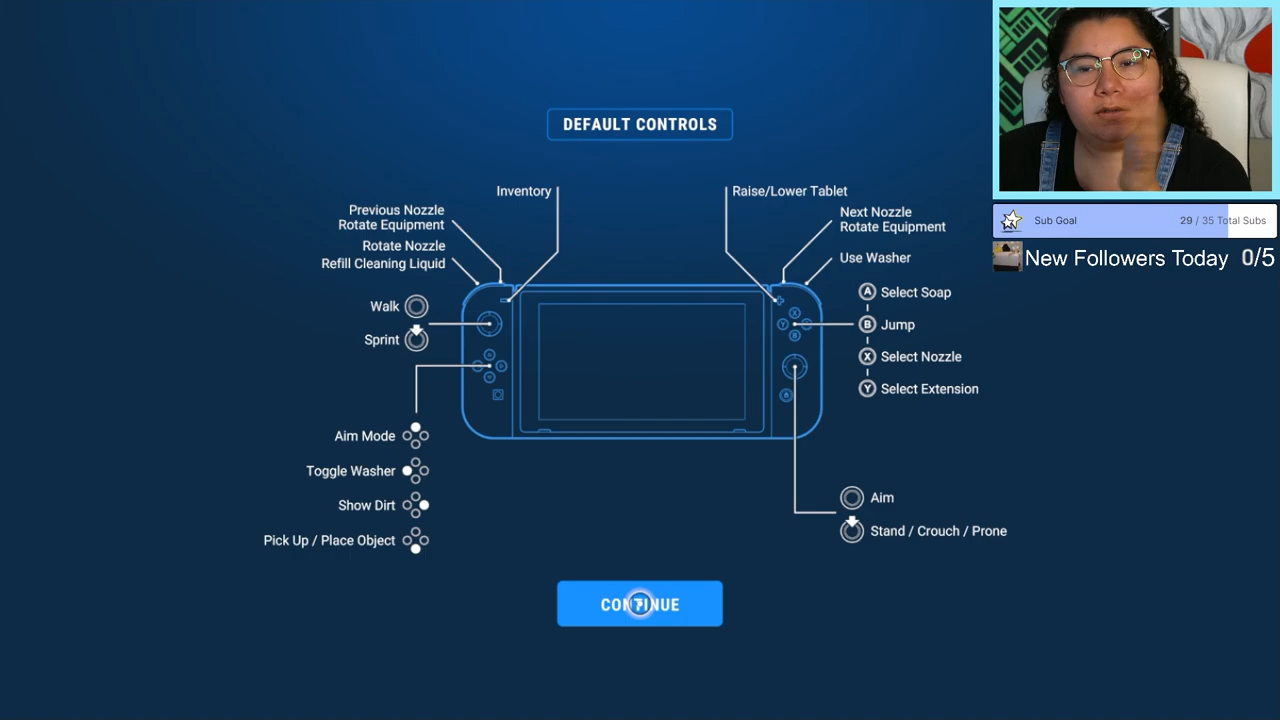 DEFAULT CONTROLS
Inventory
Raise/Lower Tablet
Previous Nozzle
Rotate Equipment
Next Nozzle
Rotate Equipment
Rotate Nozzle
Refill Cleaning Liquid
Use Washer
Walk
Sprint
A Select Soap
B Jump
X Select Nozzle
Y Select Extension
X
Y
B
Aim Mode
Toggle Washer
Show Dirt
Pick Up / Place Object
Aim
Stand / Crouch / Prone
CONTINUE
Sub Goal 29 / 35 Total Subs
New Followers Today 0/5